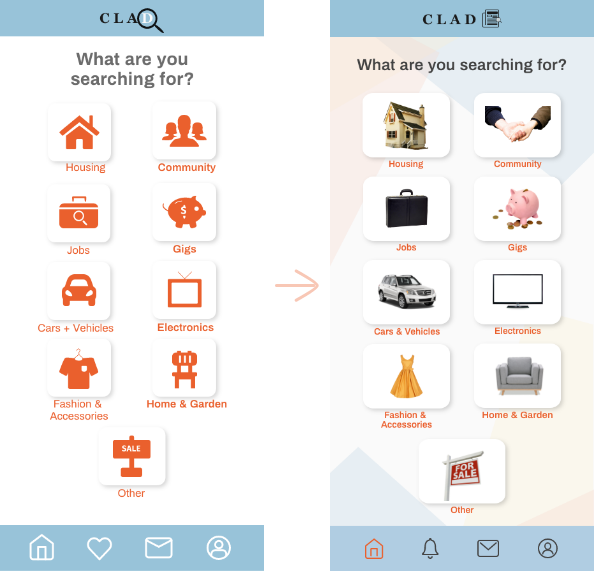 CLAD
What are you
searching for?
Housing
Community
Jobs
$
Gigs
Cars + Vehicles
Electronics
Fashion &
Accessories
Home & Garden
SALE
Other
CLAD
What are you searching for?
Housing
Community
Jobs
Gigs
Cars & Vehicles
Electronics
Fashion &
Accessories
Home & Garden
FOR
SALE
Other